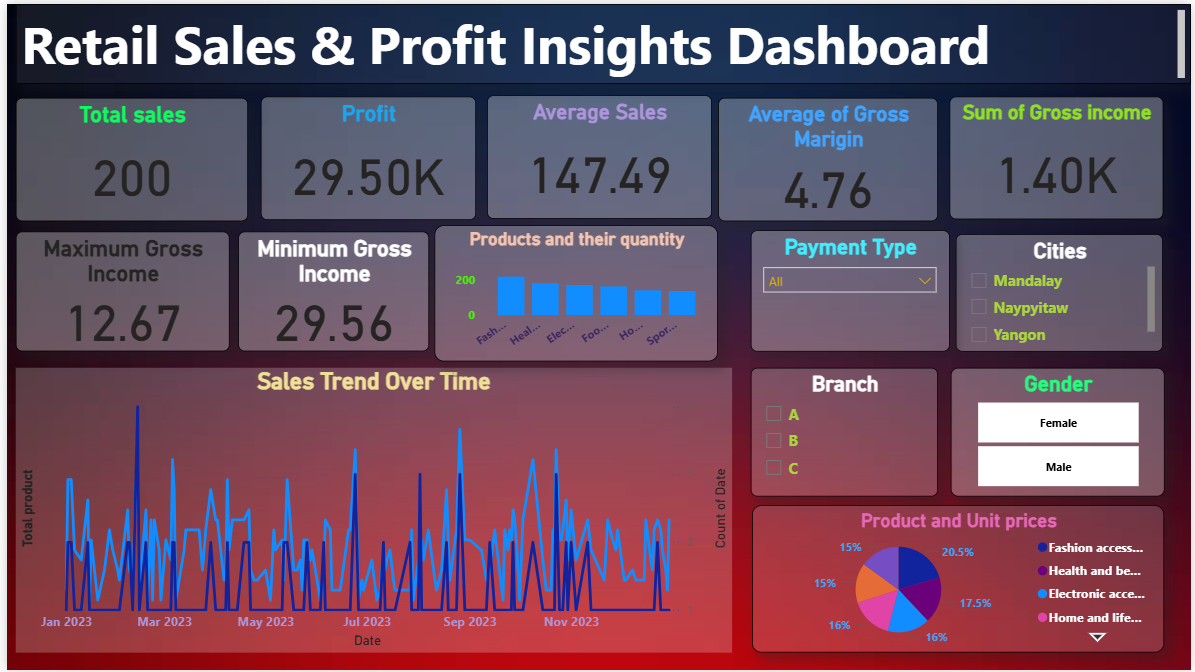 Retail Sales & Profit Insights Dashboard
Total sales
200
Profit
29.50K
Average Sales
147.49
Average of Gross
Marigin
4.76
Sum of Gross income
1.40K
Maximum Gross
Income
12.67
Minimum Gross
Income
29.56
Products and their quantity
200
0
Fash...
Heal...
Elec...
Foo...
Ho...
Spor...
Payment Type
All
Cities
Mandalay
Naypyitaw
Yangon
Sales Trend Over Time
Total product
Count of Date
2
1
Jan 2023
Mar 2023
May 2023
Jul 2023
Sep 2023
Nov 2023
Date
Branch
A
B
C
Gender
Female
Male
Product and Unit prices
20.5%
17.5%
16%
16%
15%
15%
Fashion access...
Health and be...
Electronic acce...
Home and life...